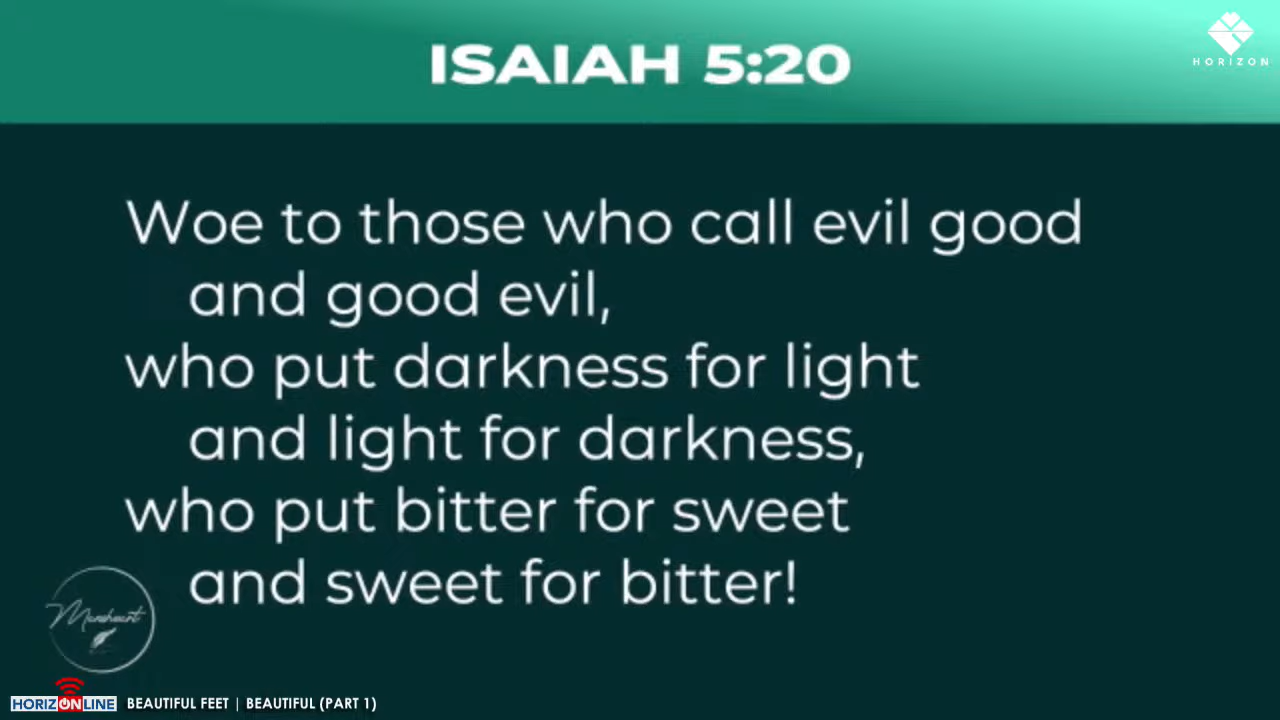 ISAIAH 5:20
HORIZON
Woe to those who call evil good
and good evil,
who put darkness for light
and light for darkness,
who put bitter for sweet
and sweet for bitter!
HORIZONLINE BEAUTIFUL FEET | BEAUTIFUL (PART 1)